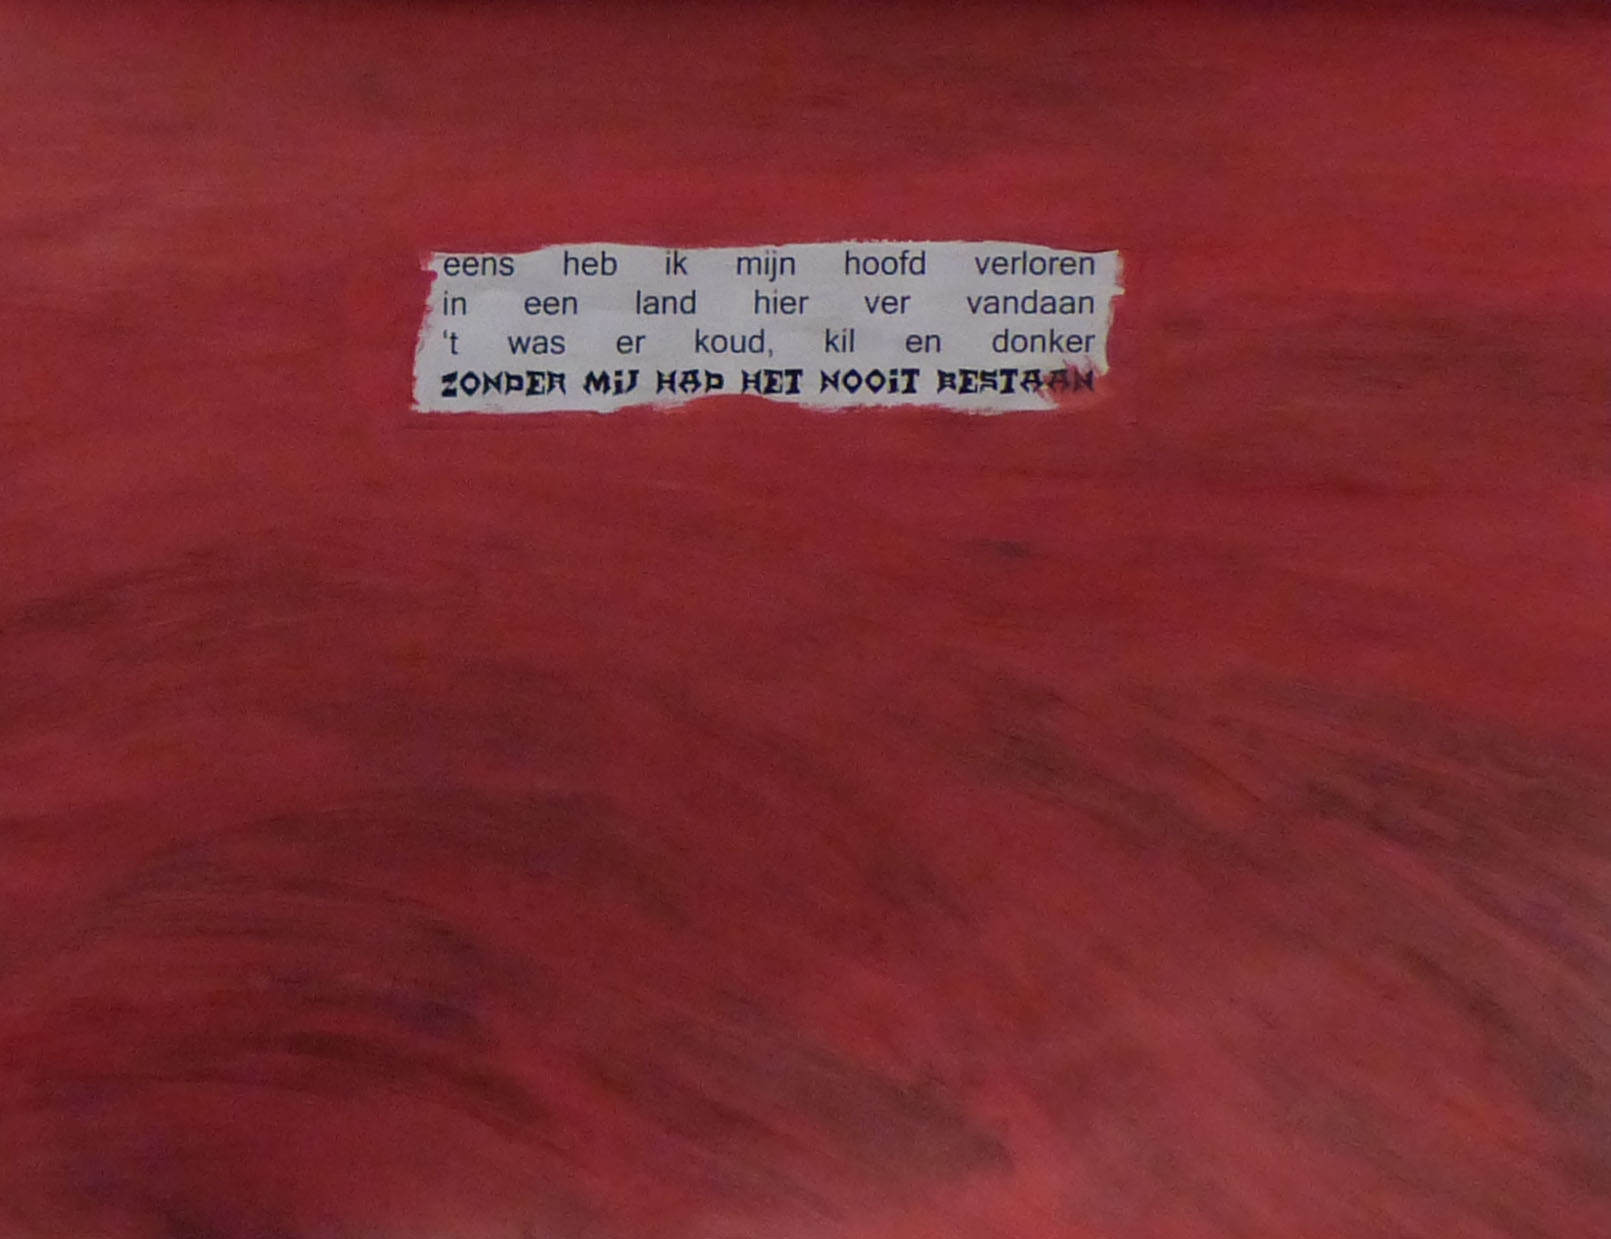 eens heb ik mijn hoofd verloren
in een land hier ver vandaan
‘t was er koud, kil en donker
ZONDER MiJ HAD HET NOOiT BESTAAN